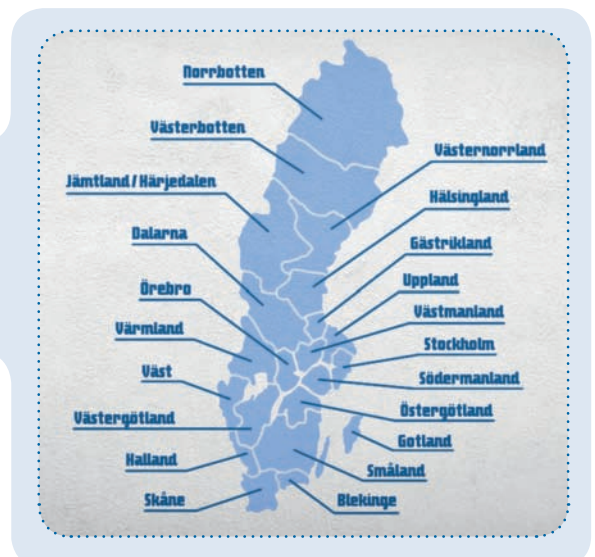 Norrbotten
Västerbotten
Västernorrland
Jämtland / Härjedalen
Hälsingland
Dalarna
Gästrikland
Uppland
Örebro
Västmanland
Värmland
Stockholm
Väst
Södermanland
Östergötland
Västergötland
Gotland
Halland
Småland
Skåne
Blekinge